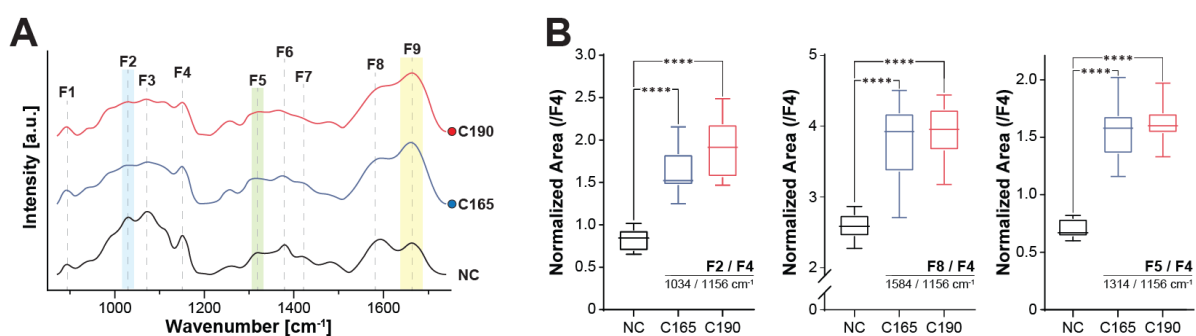 A
F1
F2
F3
F4
F5
F6
F7
F8
F9
C190
C165
NC
Intensity [a.u.]
1000
1200
1400
1600
Wavenumber [cm⁻¹]
B
Normalized Area (/F4)
3.0
2.5
2.0
1.5
1.0
0.5
0
****
****
F2 / F4
1034 / 1156 cm⁻¹
NC C165 C190
Normalized Area (/F4)
5
4
3
2
0
****
****
F8 / F4
1584 / 1156 cm⁻¹
NC C165 C190
Normalized Area (/F4)
2.0
1.5
1.0
0.5
0
****
****
F5 / F4
1314 / 1156 cm⁻¹
NC C165 C190